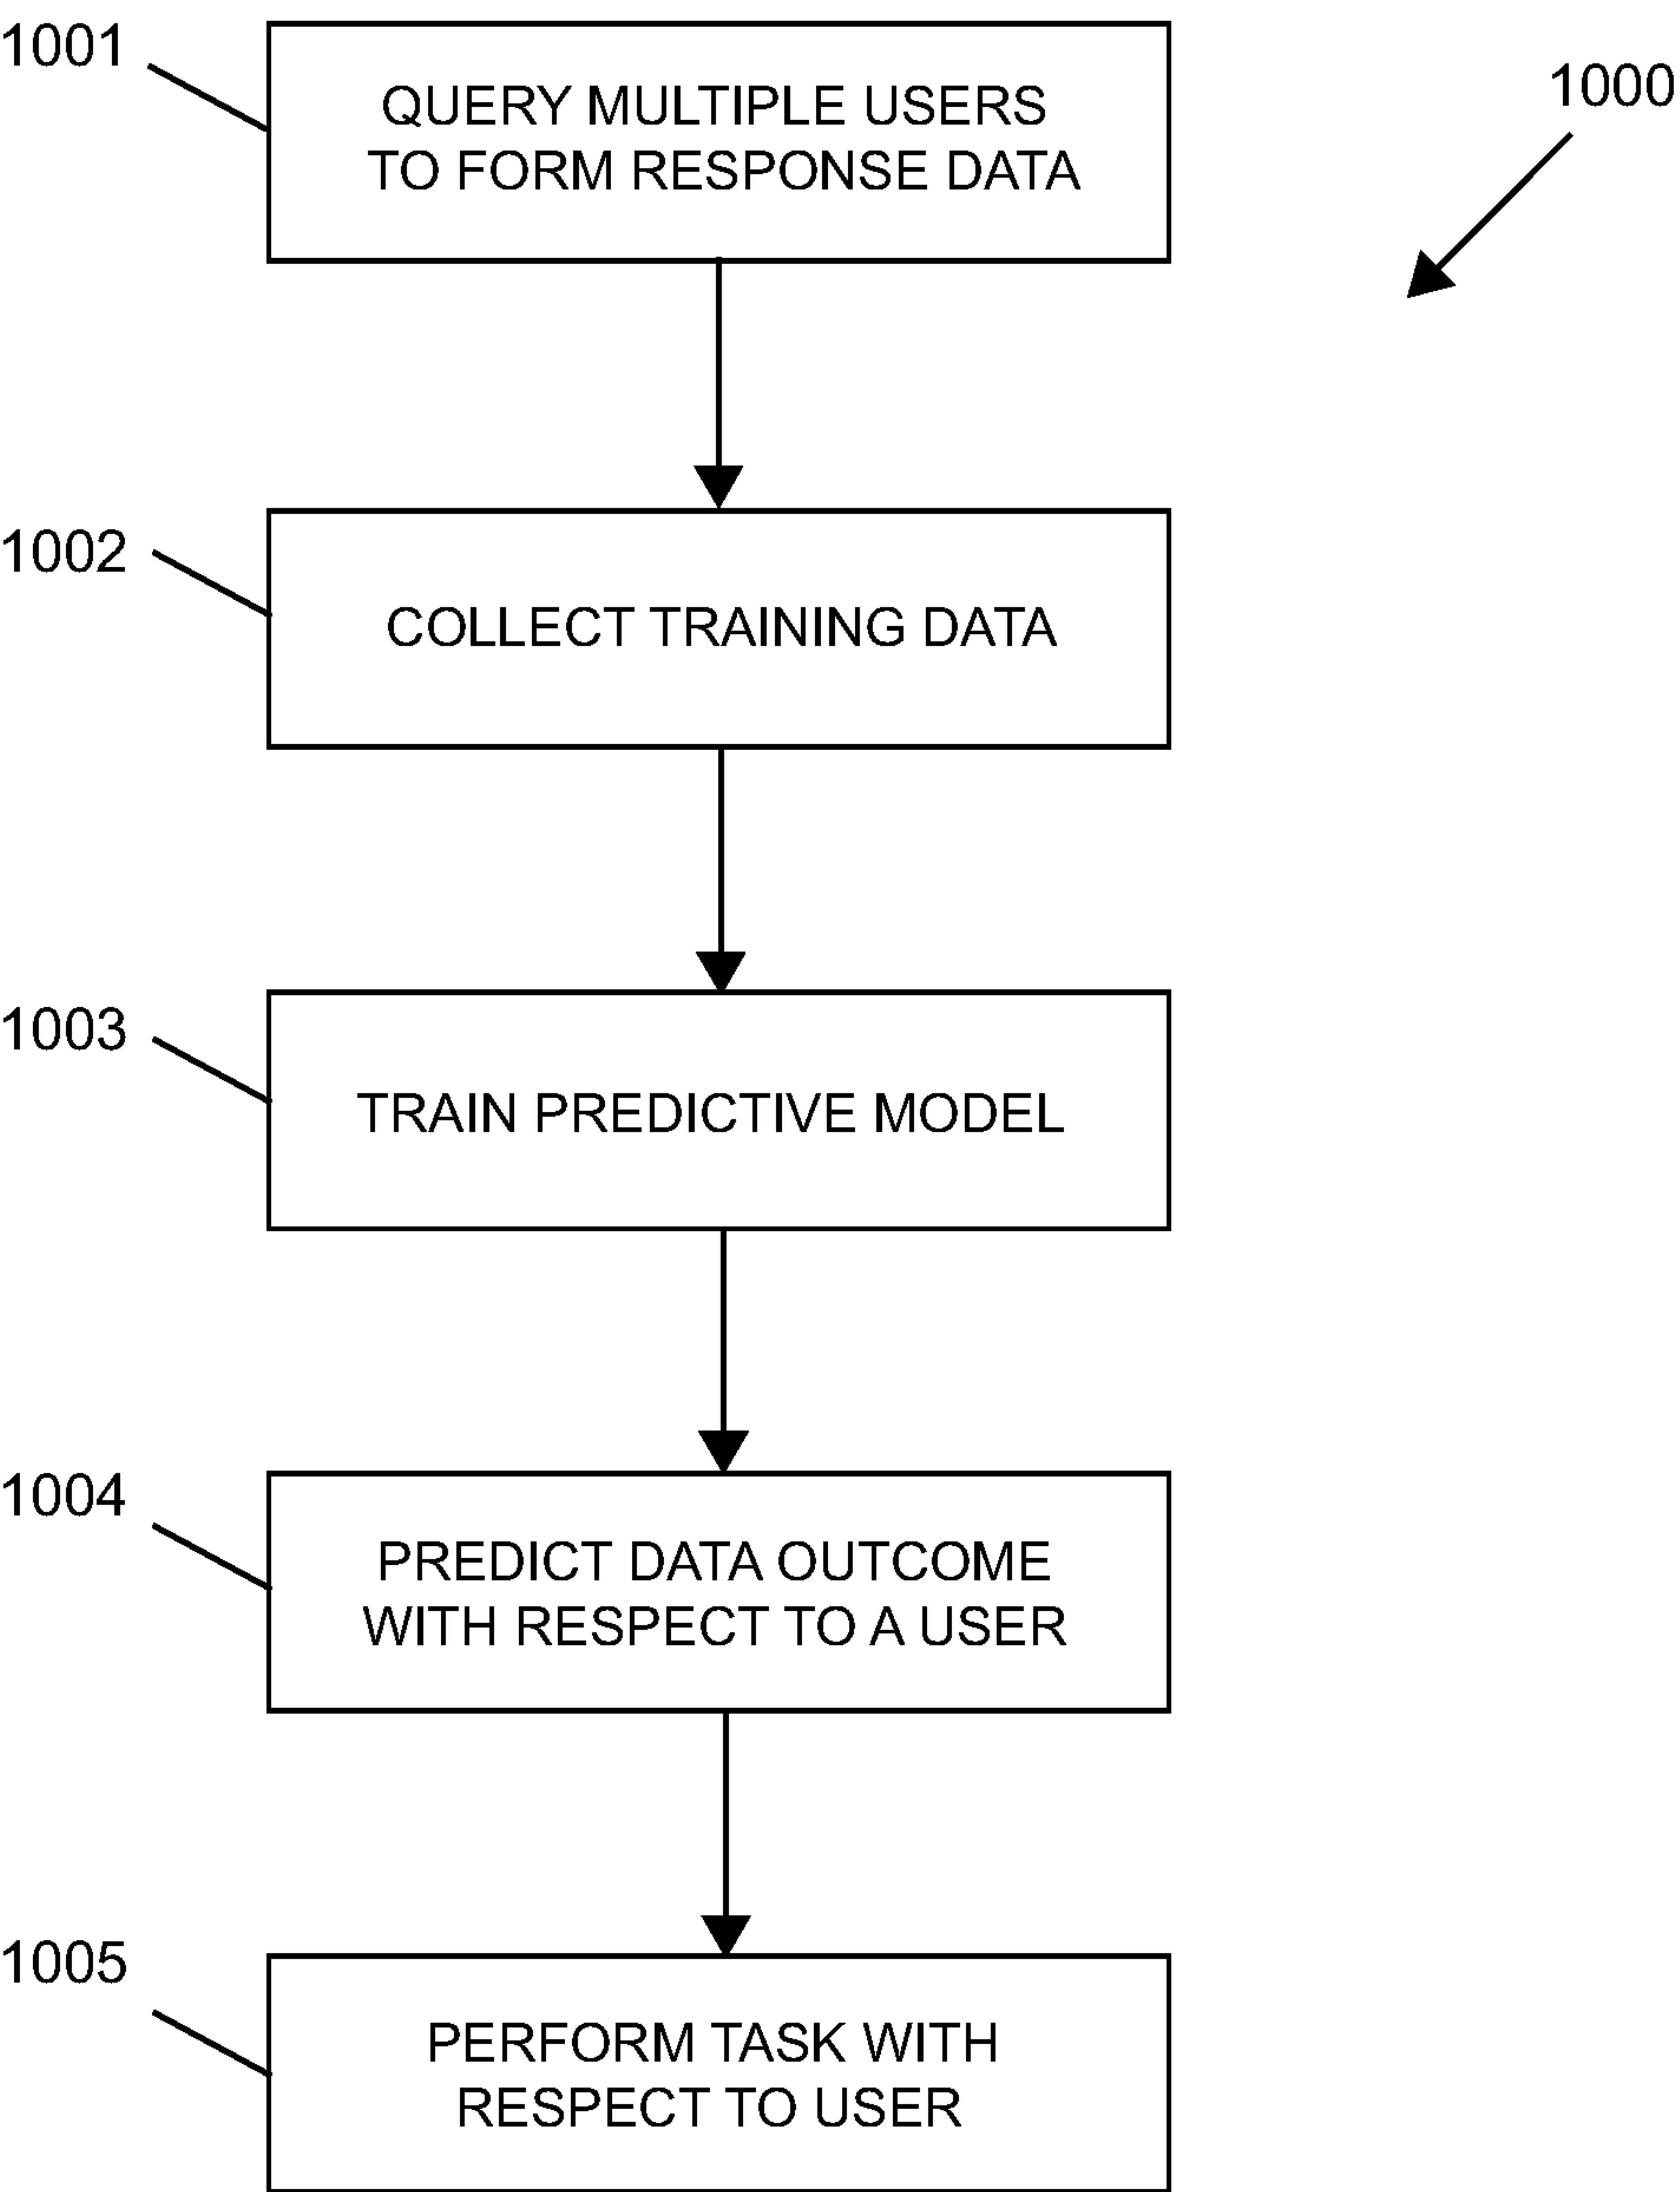 1001
QUERY MULTIPLE USERS
TO FORM RESPONSE DATA
1000
1002
COLLECT TRAINING DATA
1003
TRAIN PREDICTIVE MODEL
1004
PREDICT DATA OUTCOME
WITH RESPECT TO A USER
1005
PERFORM TASK WITH
RESPECT TO USER